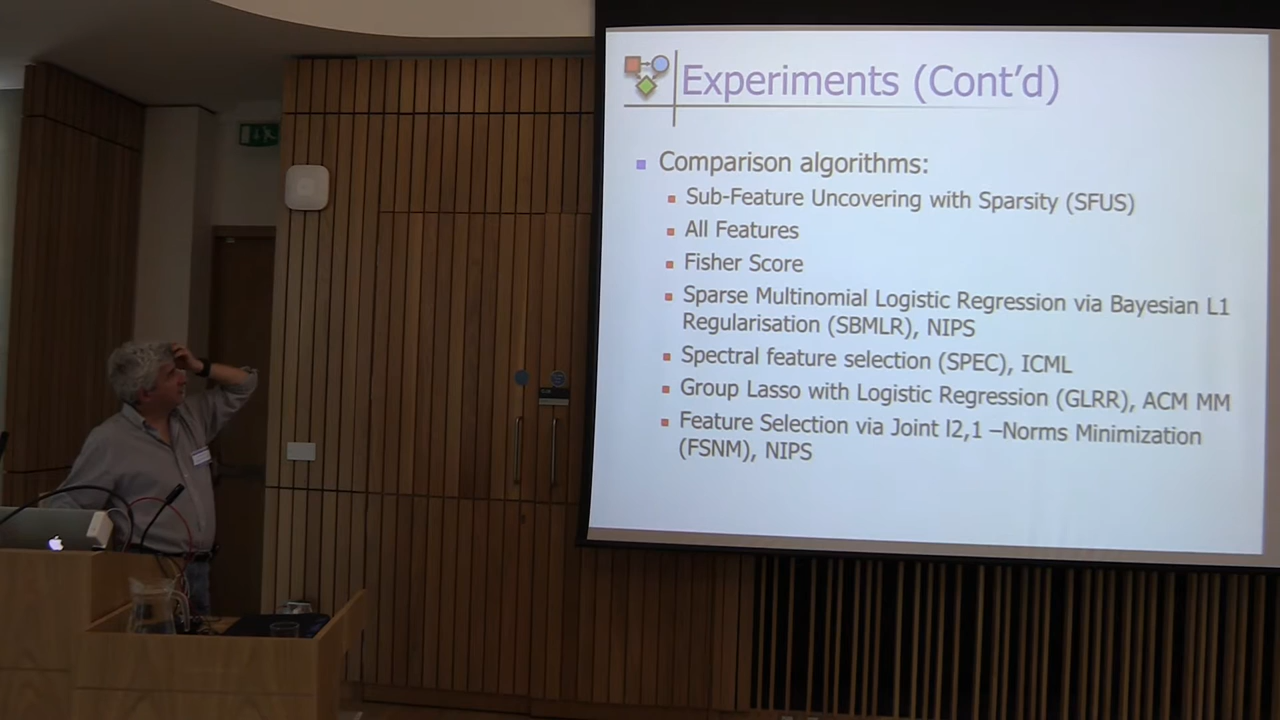 Experiments (Cont'd)
Comparison algorithms:
Sub-Feature Uncovering with Sparsity (SFUS)
All Features
Fisher Score
Sparse Multinomial Logistic Regression via Bayesian L1
Regularisation (SBMLR), NIPS
Spectral feature selection (SPEC), ICML
Group Lasso with Logistic Regression (GLRR), ACM MM
Feature Selection via Joint l2,1 –Norms Minimization
(FSNM), NIPS